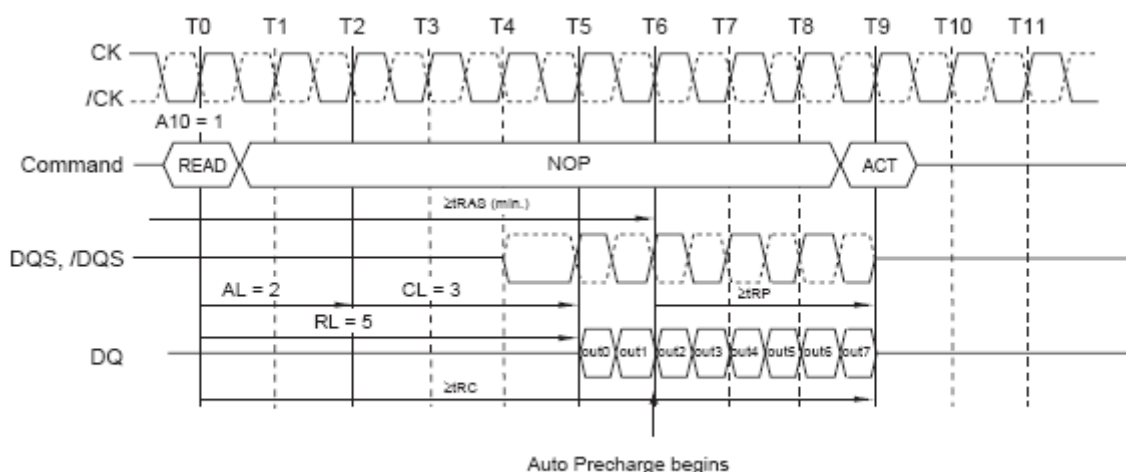 T0 T1 T2 T3 T4 T5 T6 T7 T8 T9 T10 T11
CK
/CK
A10 = 1
Command READ NOP ACT
≥tRAS (min.)
DQS, /DQS
AL = 2 CL = 3 ≥tRP
RL = 5
DQ out0 out1 out2 out3 out4 out5 out6 out7
≥tRC
Auto Precharge begins